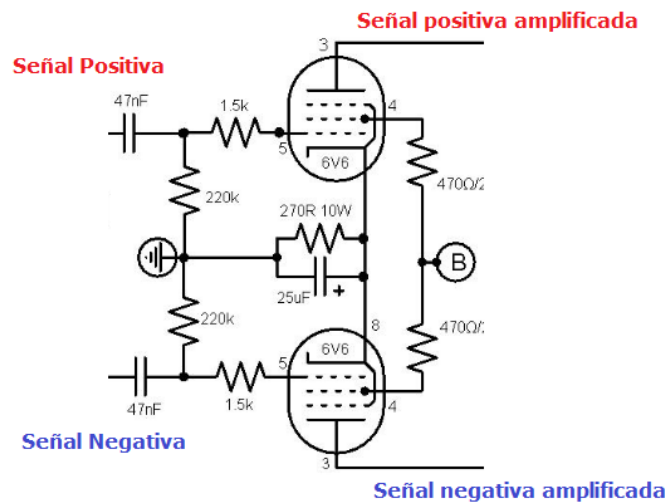 Señal positiva amplificada
3
Señal Positiva
47nF
1.5k
4
5
6V6
220k
470Ω/2
270R 10W
B
25uF +
8
220k
6V6
470Ω/2
5
47nF
1.5k
4
Señal Negativa
3
Señal negativa amplificada